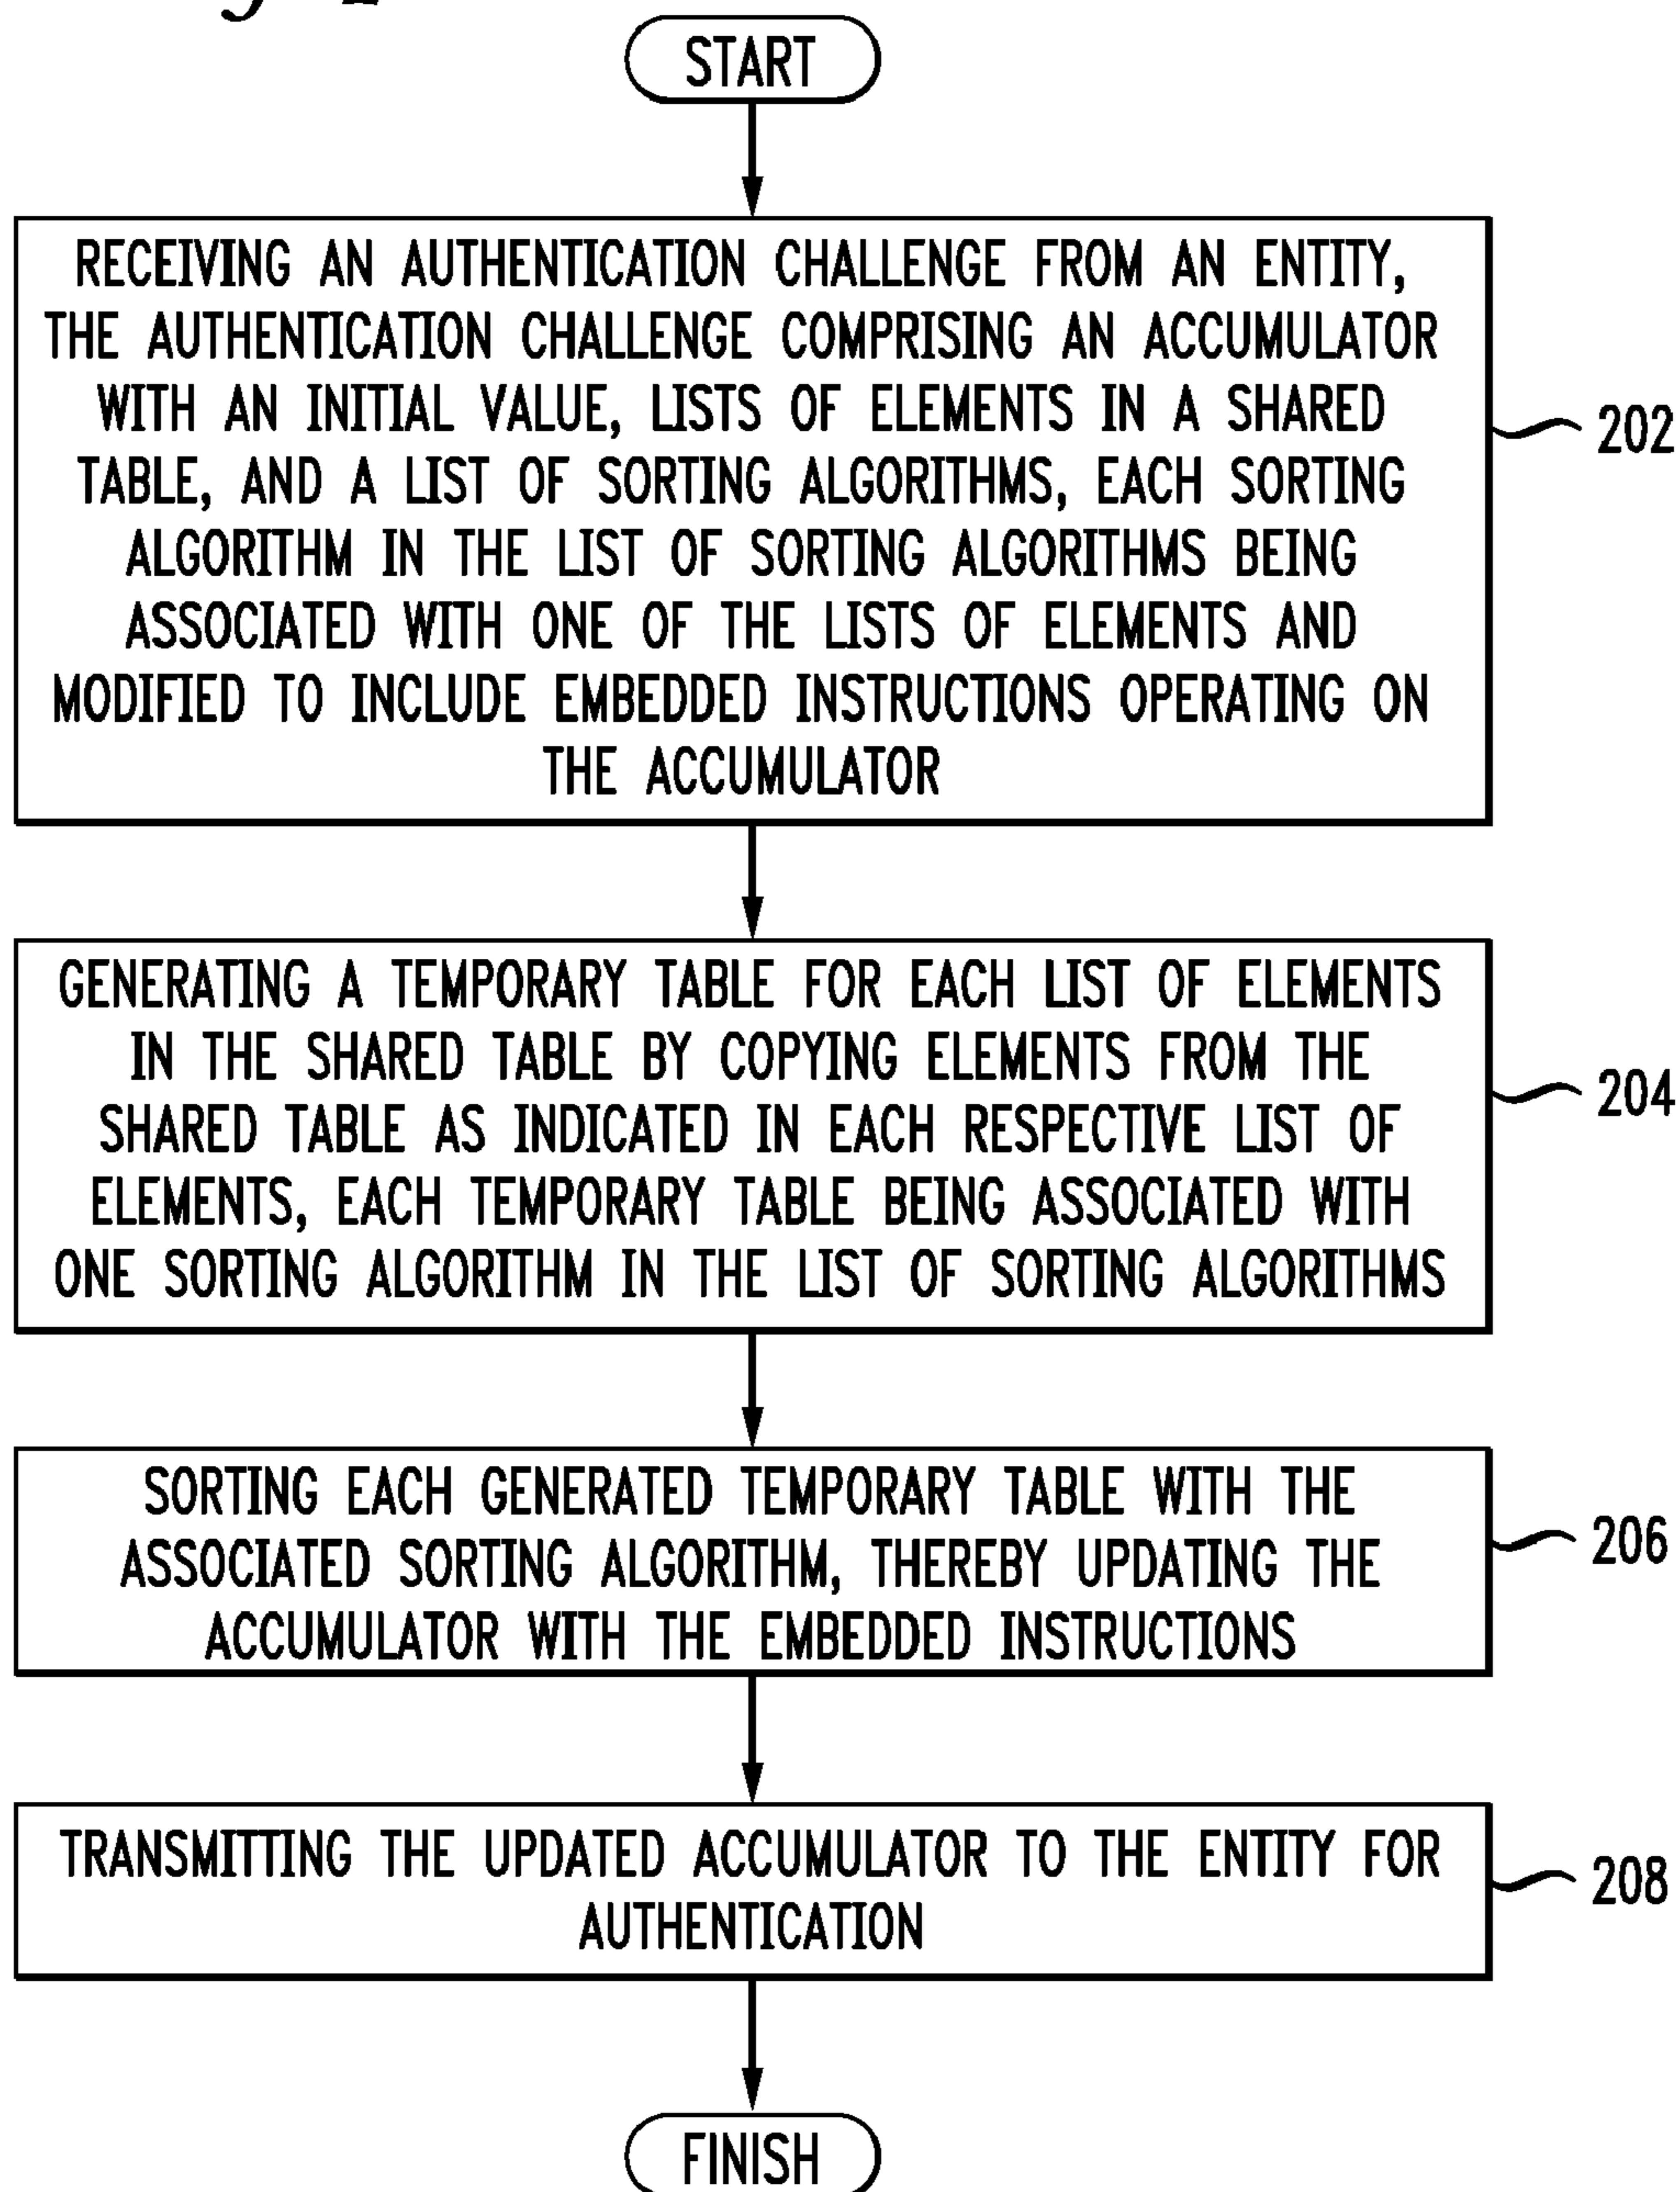 START
RECEIVING AN AUTHENTICATION CHALLENGE FROM AN ENTITY,
THE AUTHENTICATION CHALLENGE COMPRISING AN ACCUMULATOR
WITH AN INITIAL VALUE, LISTS OF ELEMENTS IN A SHARED
TABLE, AND A LIST OF SORTING ALGORITHMS, EACH SORTING
ALGORITHM IN THE LIST OF SORTING ALGORITHMS BEING
ASSOCIATED WITH ONE OF THE LISTS OF ELEMENTS AND
MODIFIED TO INCLUDE EMBEDDED INSTRUCTIONS OPERATING ON
THE ACCUMULATOR
202
GENERATING A TEMPORARY TABLE FOR EACH LIST OF ELEMENTS
IN THE SHARED TABLE BY COPYING ELEMENTS FROM THE
SHARED TABLE AS INDICATED IN EACH RESPECTIVE LIST OF
ELEMENTS, EACH TEMPORARY TABLE BEING ASSOCIATED WITH
ONE SORTING ALGORITHM IN THE LIST OF SORTING ALGORITHMS
204
SORTING EACH GENERATED TEMPORARY TABLE WITH THE
ASSOCIATED SORTING ALGORITHM, THEREBY UPDATING THE
ACCUMULATOR WITH THE EMBEDDED INSTRUCTIONS
206
TRANSMITTING THE UPDATED ACCUMULATOR TO THE ENTITY FOR
AUTHENTICATION
208
FINISH